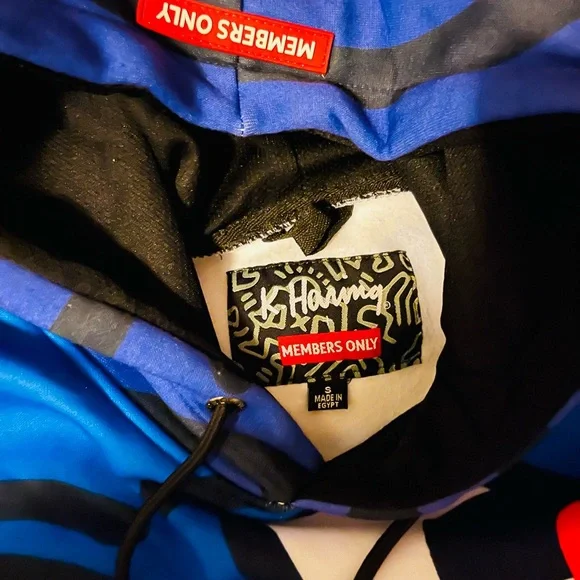 MEMBERS ONLY
K. Haring®
MEMBERS ONLY
S
MADE IN
EGYPT